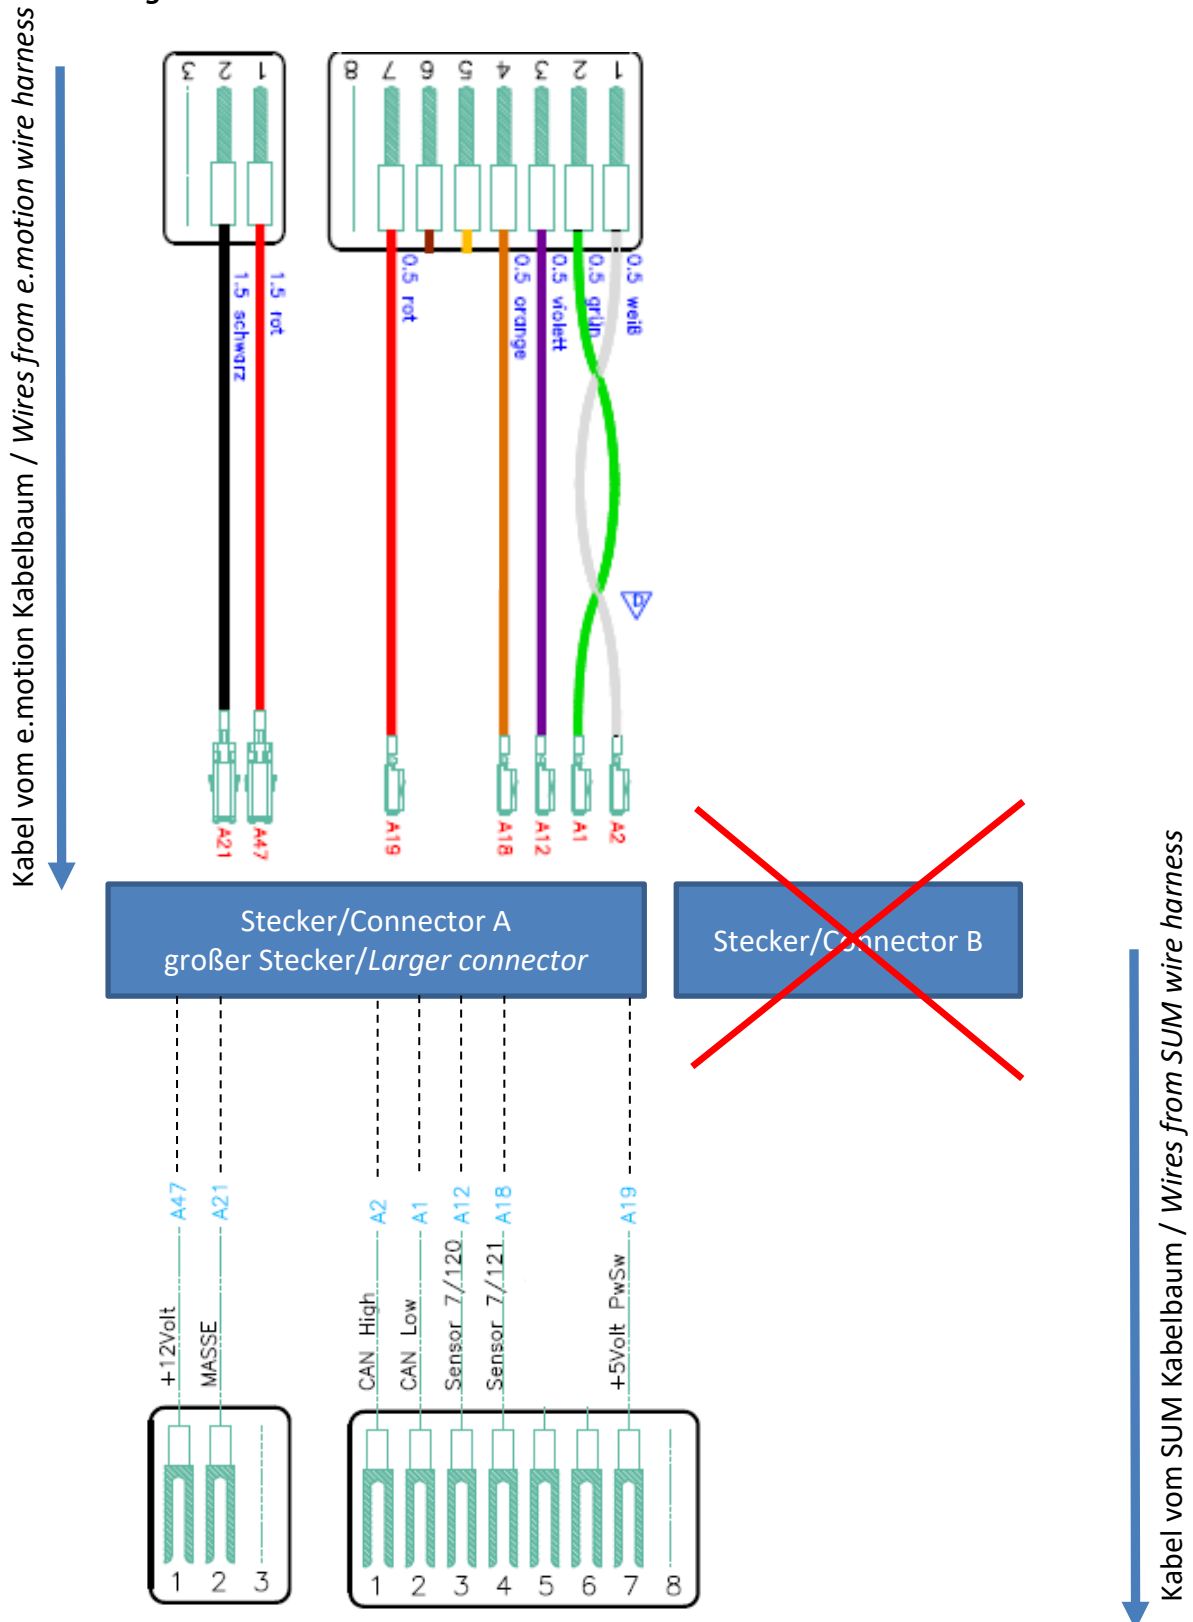 Kabel vom e.motion Kabelbaum / Wires from e.motion wire harness
3 2 1
8 7 6 5 4 3 2 1
1.5 schwarz
1.5 rot
0.5 rot
0.5 orange
0.5 violett
0.5 grün
0.5 weiß
A21
A47
A19
A18
A12
A1
A2
Stecker/Connector A
großer Stecker/Larger connector
Stecker/Connector B
A47
A21
A2
A1
A12
A18
A19
+12Volt
MASSE
CAN High
CAN Low
Sensor 7/120
Sensor 7/121
+5Volt PwSw
1 2 3
1 2 3 4 5 6 7 8
Kabel vom SUM Kabelbaum / Wires from SUM wire harness